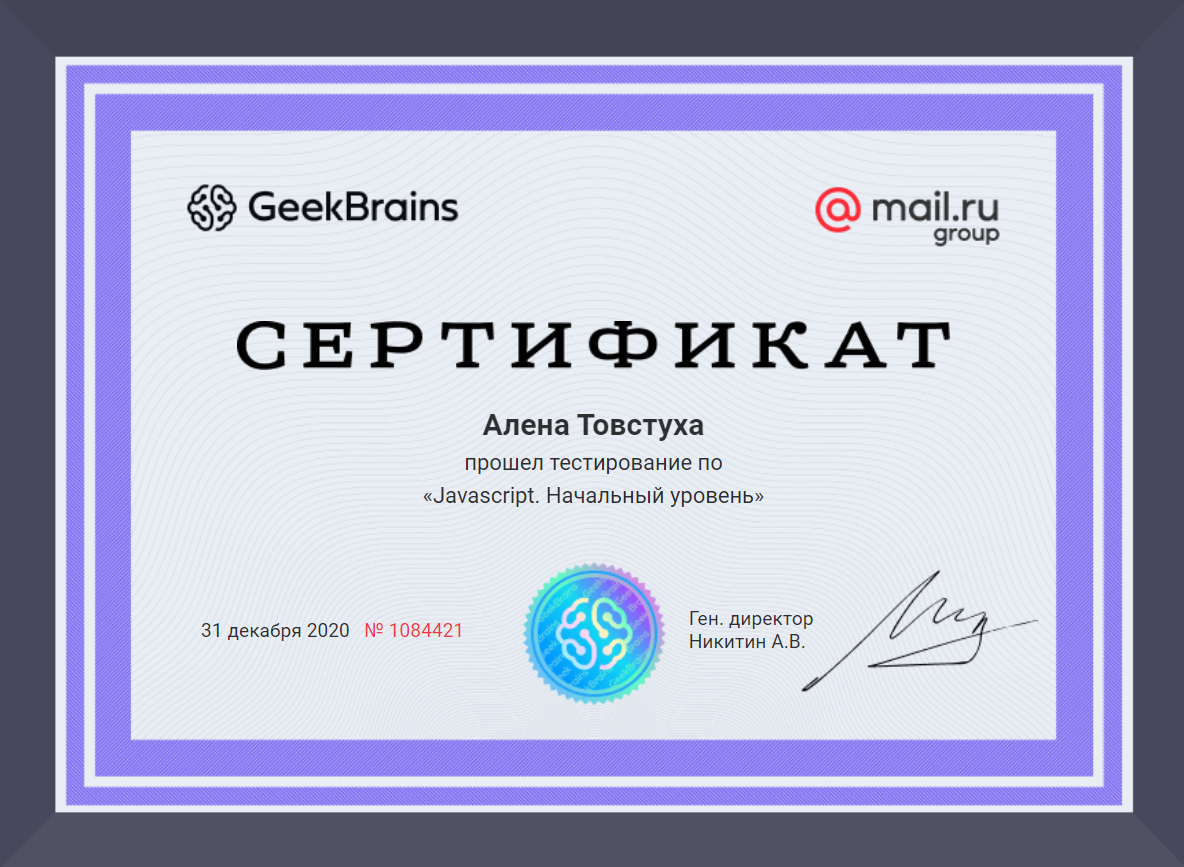 GeekBrains
@ mail.ru
group
СЕРТИФИКАТ
Алена Товстуха
прошел тестирование по
«Javascript. Начальный уровень»
31 декабря 2020 № 1084421
Ген. директор
Никитин А.В.